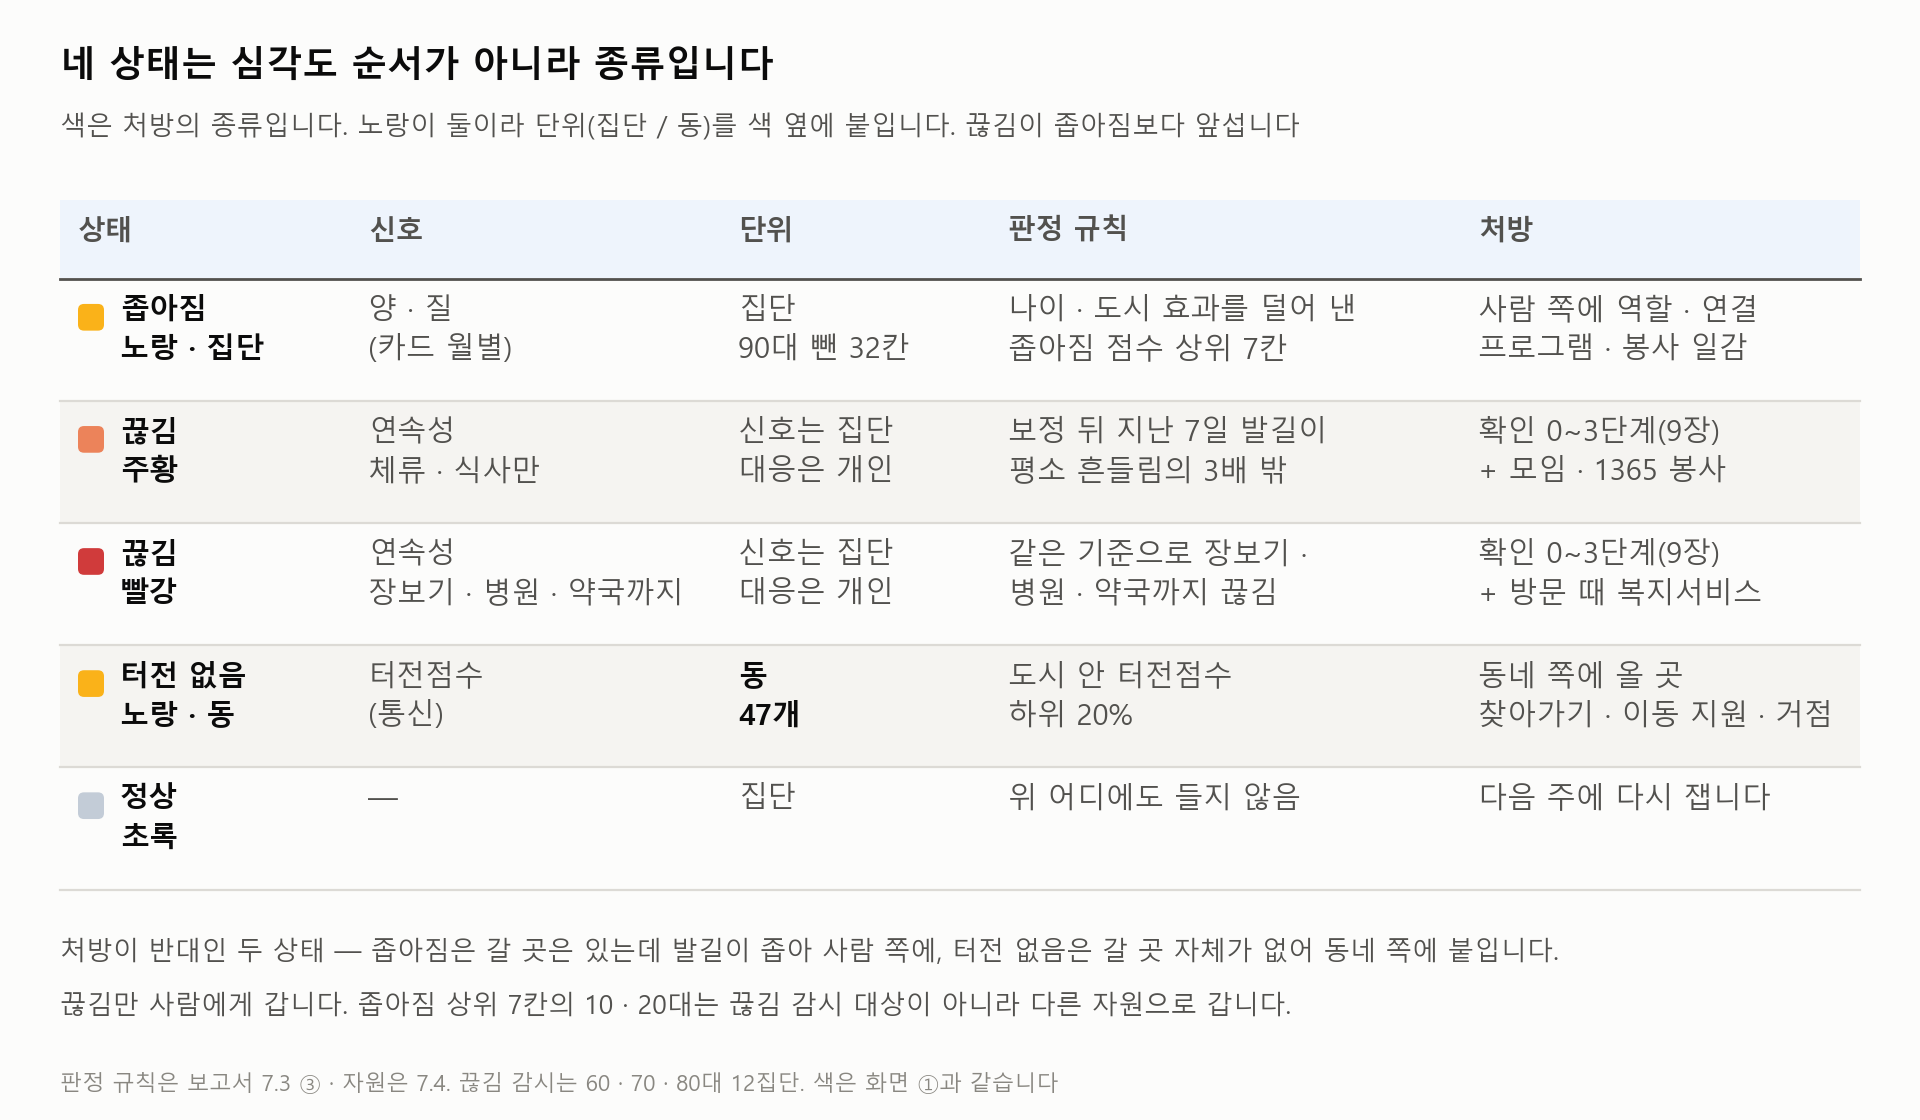 네 상태는 심각도 순서가 아니라 종류입니다
색은 처방의 종류입니다. 노랑이 둘이라 단위(집단 / 동)를 색 옆에 붙입니다. 끊김이 좁아짐보다 앞섭니다
상태 신호 단위 판정 규칙 처방
좁아짐 양 · 질 집단 나이 · 도시 효과를 덜어 낸 사람 쪽에 역할 · 연결
노랑 · 집단 (카드 월별) 90대 뺀 32칸 좁아짐 점수 상위 7칸 프로그램 · 봉사 일감
끊김 연속성 신호는 집단 보정 뒤 지난 7일 발길이 확인 0~3단계(9장)
주황 체류 · 식사만 대응은 개인 평소 흔들림의 3배 밖 + 모임 · 1365 봉사
끊김 연속성 신호는 집단 같은 기준으로 장보기 · 확인 0~3단계(9장)
빨강 장보기 · 병원 · 약국까지 대응은 개인 병원 · 약국까지 끊김 + 방문 때 복지서비스
터전 없음 터전점수 동 도시 안 터전점수 동네 쪽에 올 곳
노랑 · 동 (통신) 47개 하위 20% 찾아가기 · 이동 지원 · 거점
정상 — 집단 위 어디에도 들지 않음 다음 주에 다시 잽니다
초록
처방이 반대인 두 상태 — 좁아짐은 갈 곳은 있는데 발길이 좁아 사람 쪽에, 터전 없음은 갈 곳 자체가 없어 동네 쪽에 붙입니다.
끊김만 사람에게 갑니다. 좁아짐 상위 7칸의 10 · 20대는 끊김 감시 대상이 아니라 다른 자원으로 갑니다.
판정 규칙은 보고서 7.3 ③ · 자원은 7.4. 끊김 감시는 60 · 70 · 80대 12집단. 색은 화면 ①과 같습니다